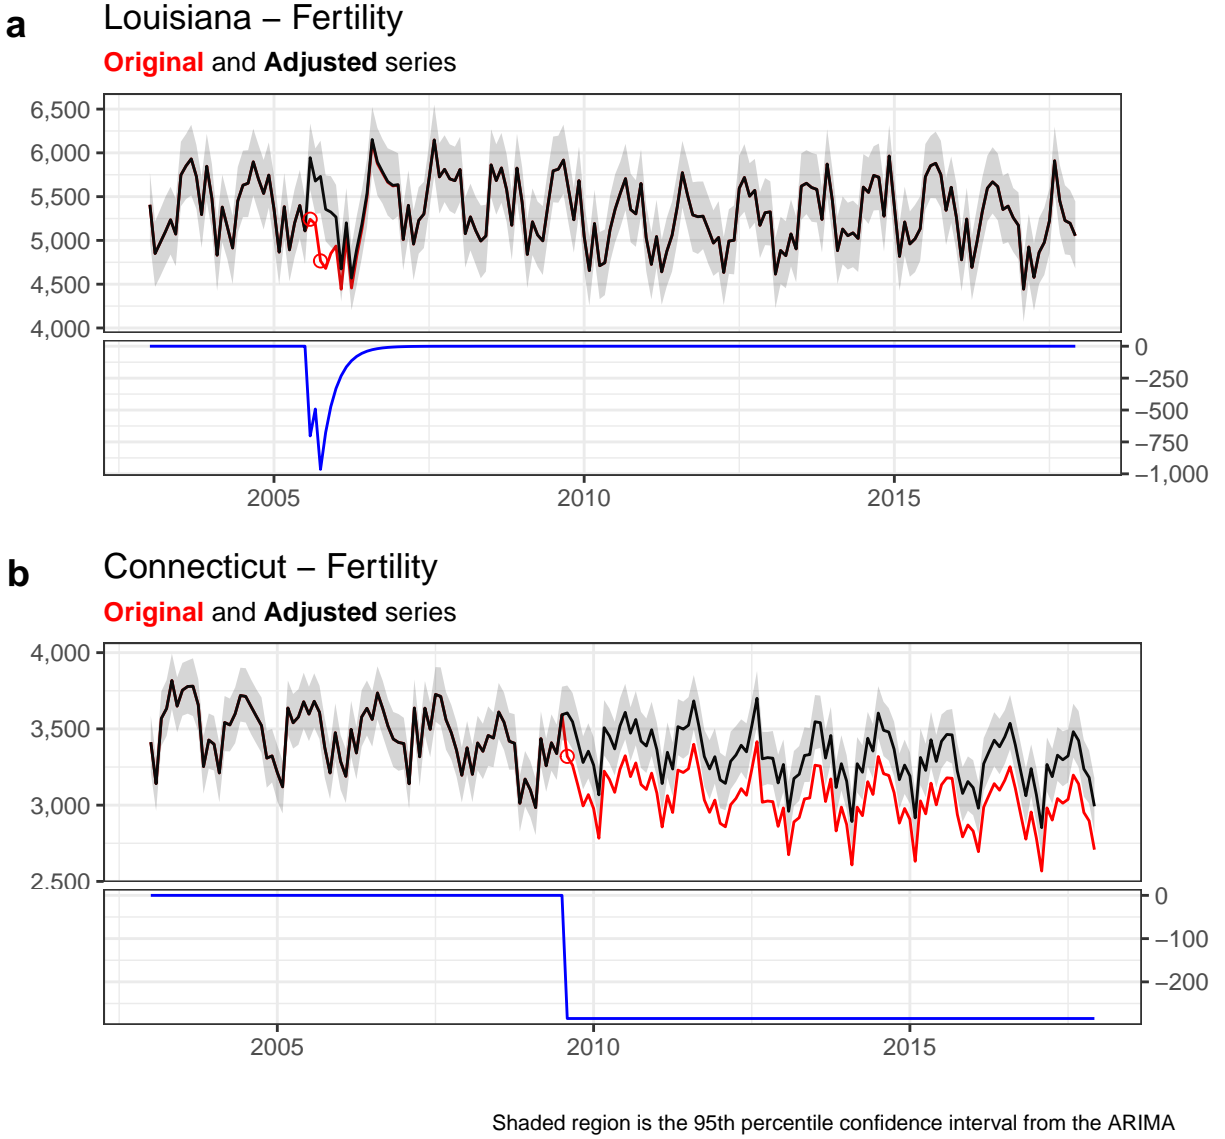 a
Louisiana – Fertility
Original and Adjusted series
6,500
6,000
5,500
5,000
4,500
4,000
0
−250
−500
−750
−1,000
2005 2010 2015
b
Connecticut – Fertility
Original and Adjusted series
4,000
3,500
3,000
2,500
0
−100
−200
2005 2010 2015
Shaded region is the 95th percentile confidence interval from the ARIMA